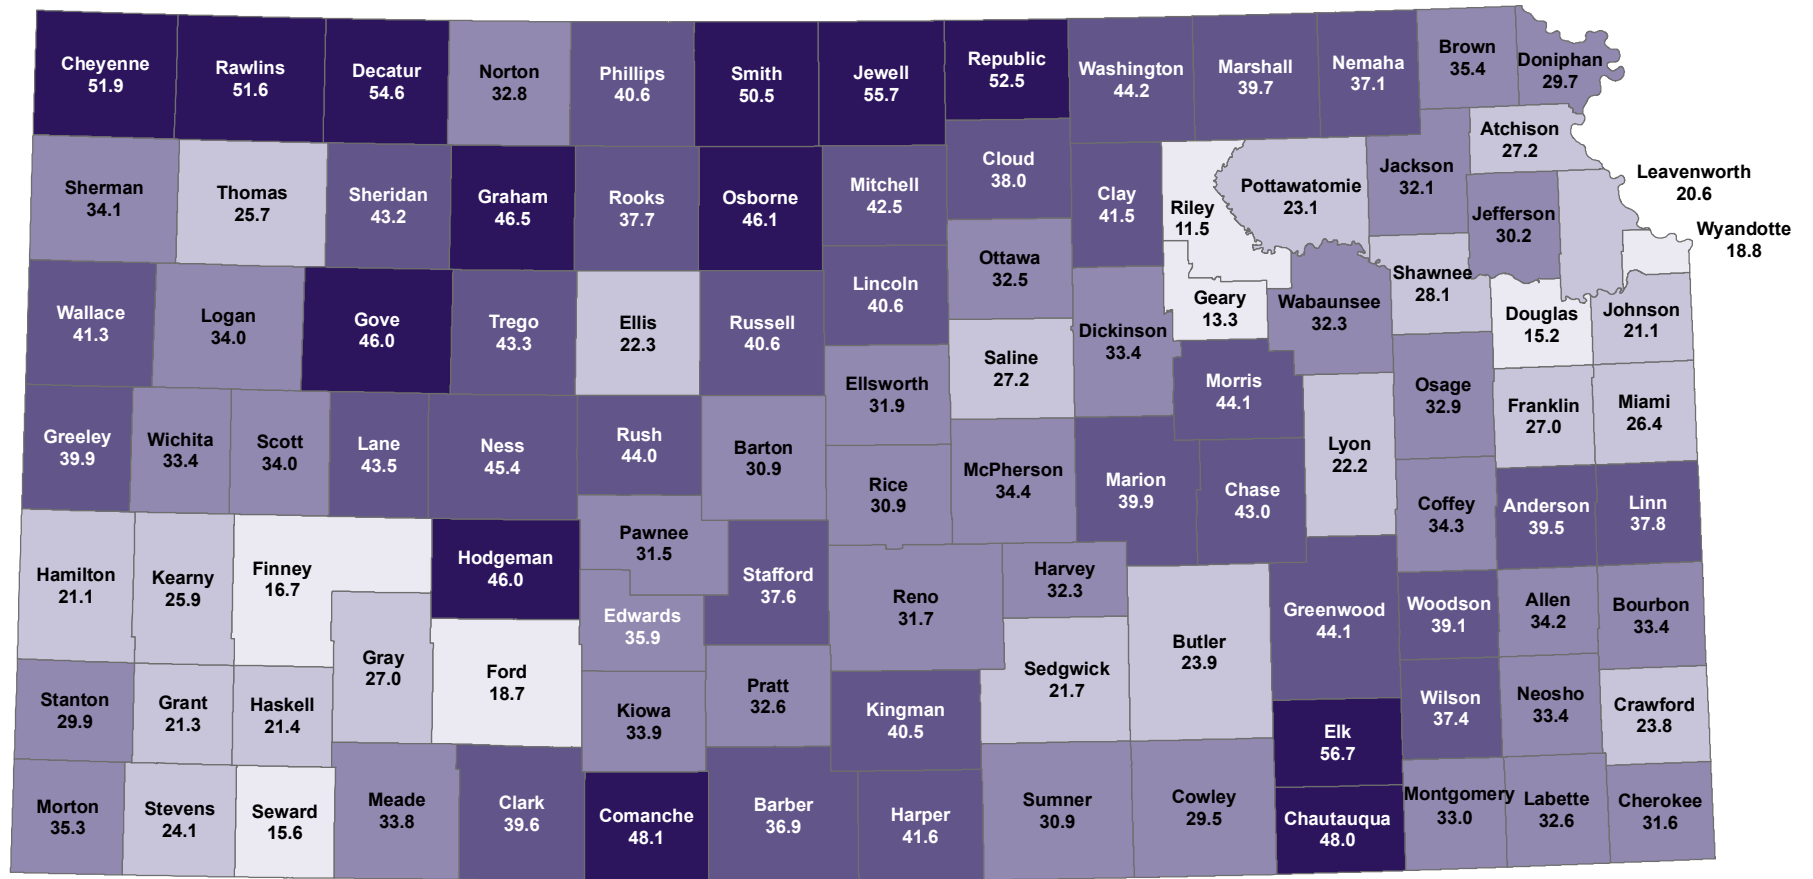 Cheyenne
51.9
Rawlins
51.6
Decatur
54.6
Norton
32.8
Phillips
40.6
Smith
50.5
Jewell
55.7
Republic
52.5
Washington
44.2
Marshall
39.7
Nemaha
37.1
Brown
35.4
Doniphan
29.7
Sherman
34.1
Thomas
25.7
Sheridan
43.2
Graham
46.5
Rooks
37.7
Osborne
46.1
Mitchell
42.5
Cloud
38.0
Clay
41.5
Riley
11.5
Pottawatomie
23.1
Jackson
32.1
Atchison
27.2
Jefferson
30.2
Leavenworth
20.6
Wyandotte
18.8
Wallace
41.3
Logan
34.0
Gove
46.0
Trego
43.3
Ellis
22.3
Russell
40.6
Lincoln
40.6
Ottawa
32.5
Saline
27.2
Dickinson
33.4
Geary
13.3
Wabaunsee
32.3
Shawnee
28.1
Douglas
15.2
Johnson
21.1
Greeley
39.9
Wichita
33.4
Scott
34.0
Lane
43.5
Ness
45.4
Rush
44.0
Barton
30.9
Ellsworth
31.9
Rice
30.9
McPherson
34.4
Marion
39.9
Morris
44.1
Chase
43.0
Lyon
22.2
Osage
32.9
Franklin
27.0
Miami
26.4
Coffey
34.3
Anderson
39.5
Linn
37.8
Hamilton
21.1
Kearny
25.9
Finney
16.7
Hodgeman
46.0
Pawnee
31.5
Edwards
35.9
Stafford
37.6
Reno
31.7
Harvey
32.3
Sedgwick
21.7
Butler
23.9
Greenwood
44.1
Woodson
39.1
Allen
34.2
Bourbon
33.4
Stanton
29.9
Grant
21.3
Haskell
21.4
Gray
27.0
Ford
18.7
Kiowa
33.9
Pratt
32.6
Kingman
40.5
Elk
56.7
Wilson
37.4
Neosho
33.4
Crawford
23.8
Morton
35.3
Stevens
24.1
Seward
15.6
Meade
33.8
Clark
39.6
Comanche
48.1
Barber
36.9
Harper
41.6
Sumner
30.9
Cowley
29.5
Chautauqua
48.0
Montgomery
33.0
Labette
32.6
Cherokee
31.6